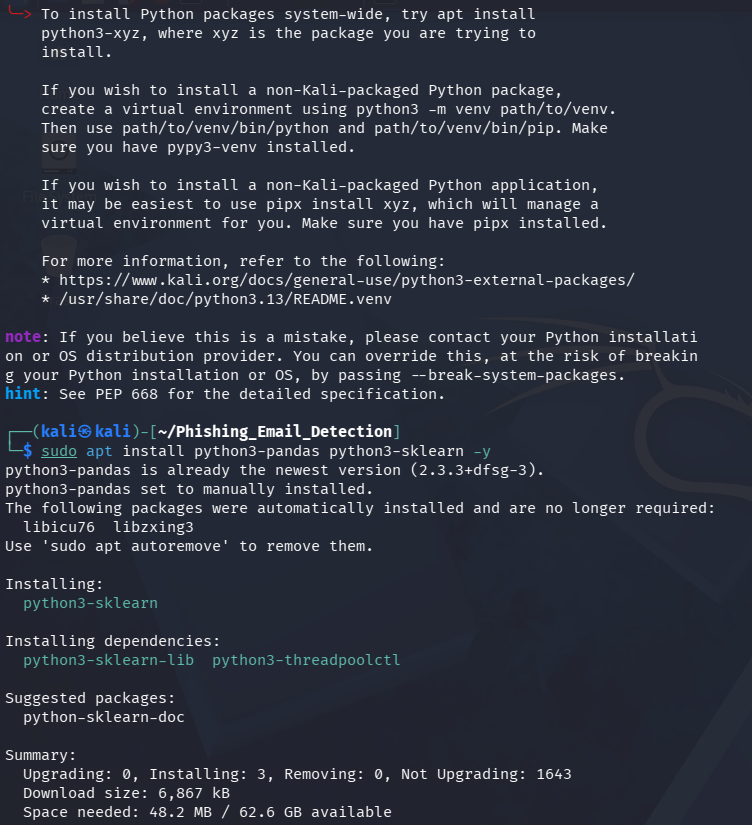 ╰─> To install Python packages system-wide, try apt install
python3-xyz, where xyz is the package you are trying to
install.
If you wish to install a non-Kali-packaged Python package,
create a virtual environment using python3 -m venv path/to/venv.
Then use path/to/venv/bin/python and path/to/venv/bin/pip. Make
sure you have pypy3-venv installed.
If you wish to install a non-Kali-packaged Python application,
it may be easiest to use pipx install xyz, which will manage a
virtual environment for you. Make sure you have pipx installed.
For more information, refer to the following:
* https://www.kali.org/docs/general-use/python3-external-packages/
* /usr/share/doc/python3.13/README.venv
note: If you believe this is a mistake, please contact your Python installati
on or OS distribution provider. You can override this, at the risk of breakin
g your Python installation or OS, by passing --break-system-packages.
hint: See PEP 668 for the detailed specification.
┌──(kali㉿kali)-[~/Phishing_Email_Detection]
└─$ sudo apt install python3-pandas python3-sklearn -y
python3-pandas is already the newest version (2.3.3+dfsg-3).
python3-pandas set to manually installed.
The following packages were automatically installed and are no longer required:
libicu76  libzxing3
Use 'sudo apt autoremove' to remove them.
Installing:
python3-sklearn
Installing dependencies:
python3-sklearn-lib  python3-threadpoolctl
Suggested packages:
python-sklearn-doc
Summary:
Upgrading: 0, Installing: 3, Removing: 0, Not Upgrading: 1643
Download size: 6,867 kB
Space needed: 48.2 MB / 62.6 GB available